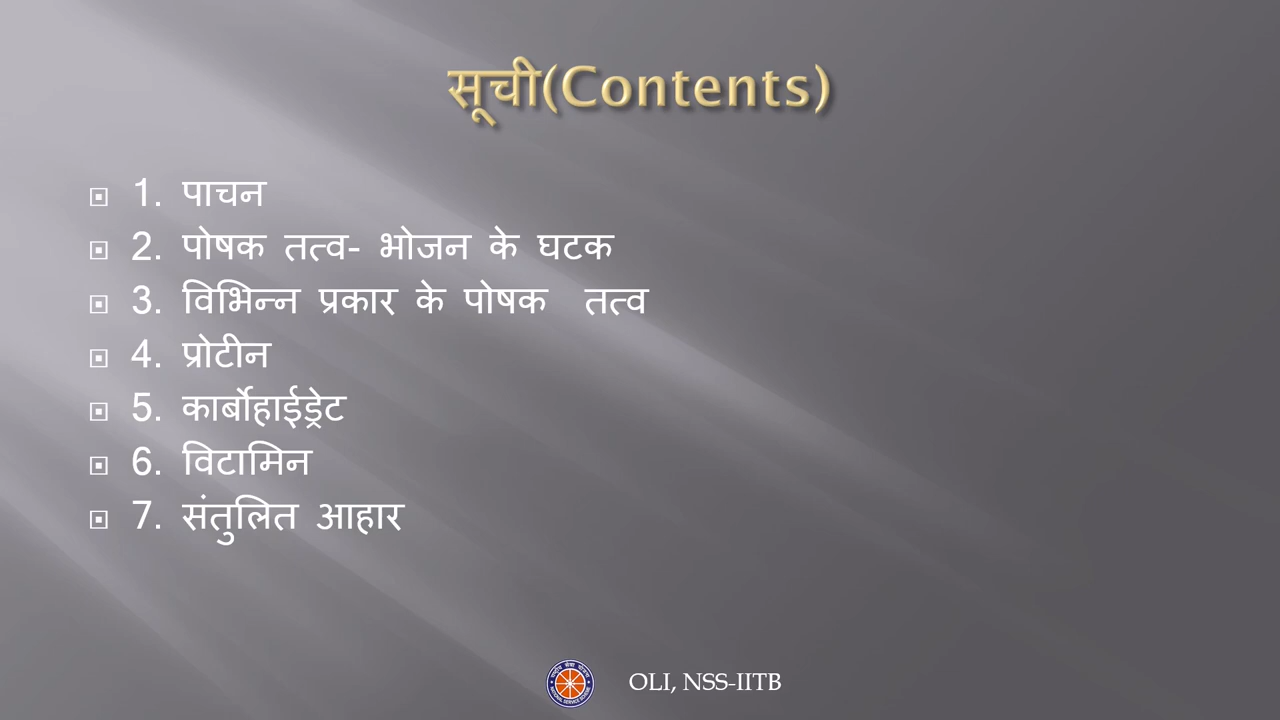 सूची(Contents)
1. पाचन
2. पोषक तत्व- भोजन के घटक
3. विभिन्न प्रकार के पोषक तत्व
4. प्रोटीन
5. कार्बोहाईड्रेट
6. विटामिन
7. संतुलित आहार
OLI, NSS-IITB